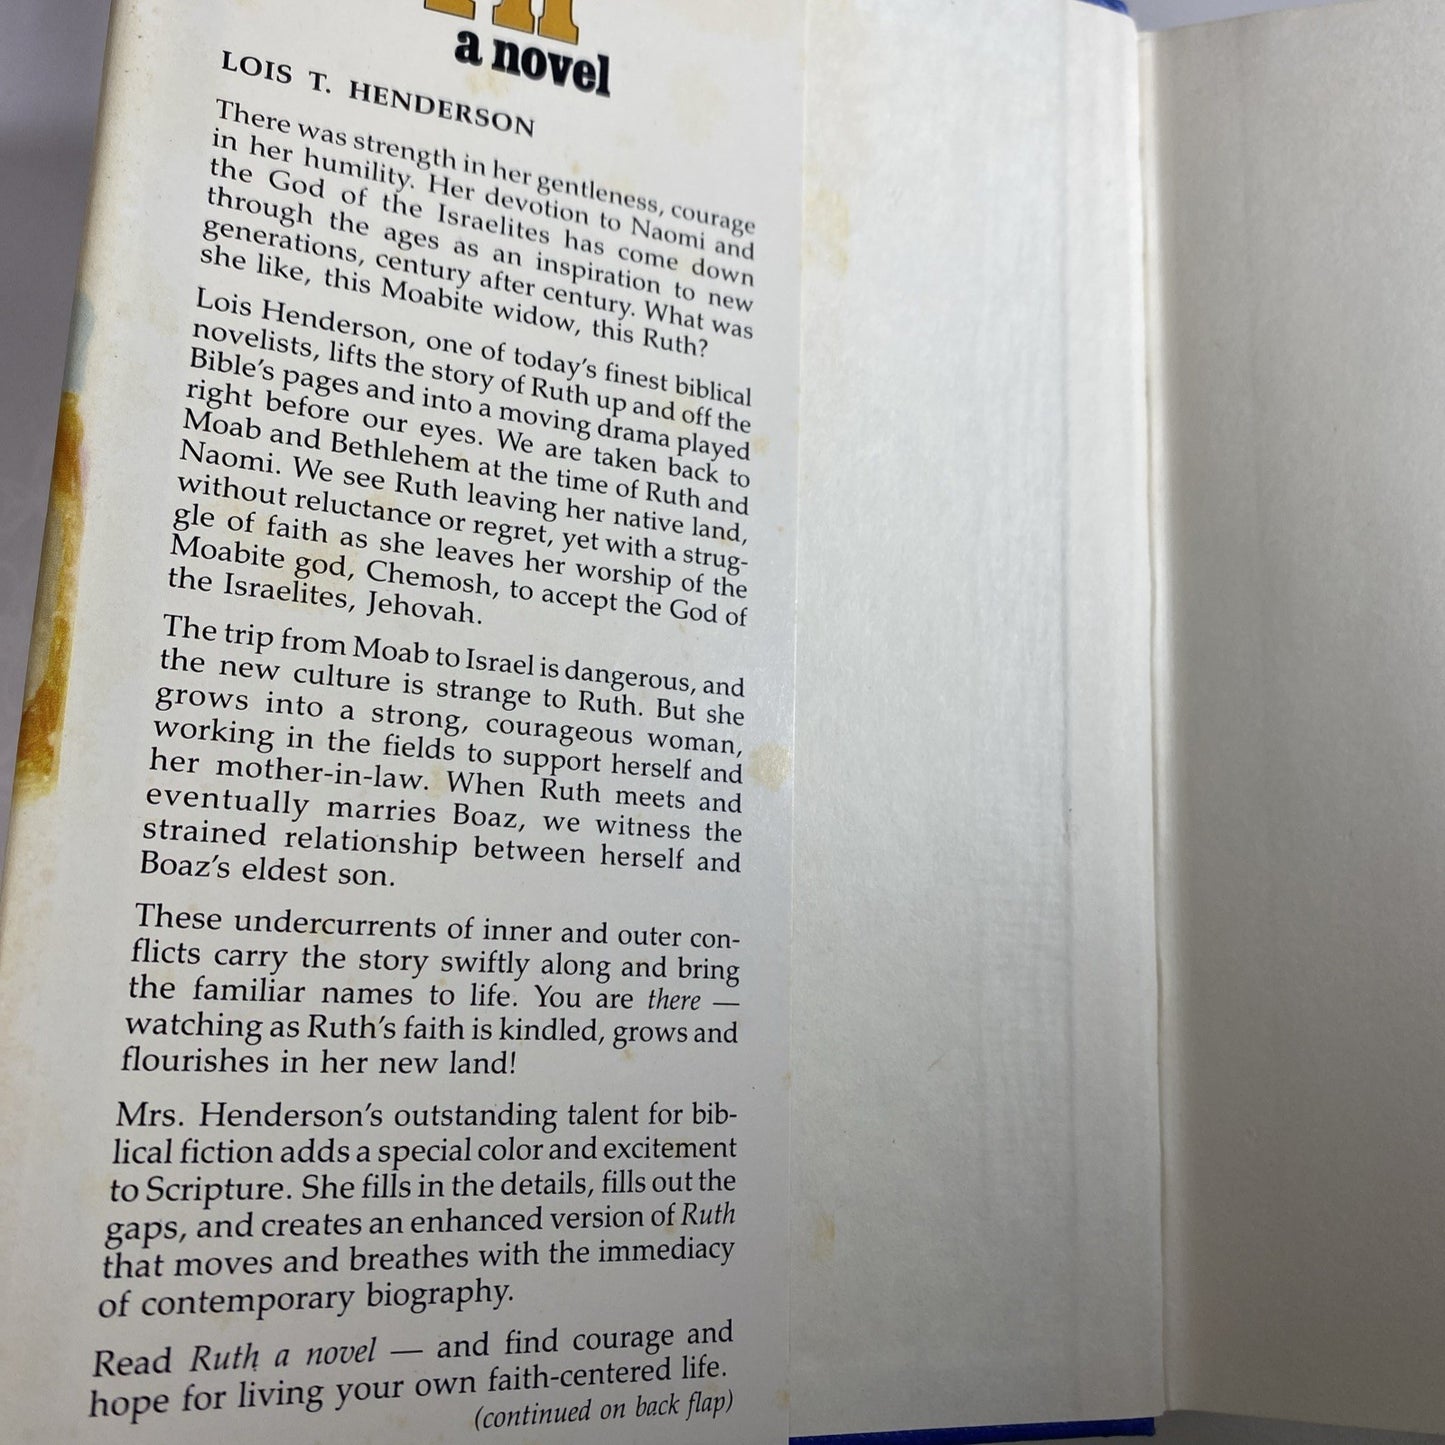 a novel
LOIS T. HENDERSON
There was strength in her gentleness, courage
in her humility. Her devotion to Naomi and
the God of the Israelites has come down
through the ages as an inspiration to new
generations, century after century. What was
she like, this Moabite widow, this Ruth?
Lois Henderson, one of today's finest biblical
novelists, lifts the story of Ruth up and off the
Bible's pages and into a moving drama played
right before our eyes. We are taken back to
Moab and Bethlehem at the time of Ruth and
Naomi. We see Ruth leaving her native land,
without reluctance or regret, yet with a strug-
gle of faith as she leaves her worship of the
Moabite god, Chemosh, to accept the God of
the Israelites, Jehovah.
The trip from Moab to Israel is dangerous, and
the new culture is strange to Ruth. But she
grows into a strong, courageous woman,
working in the fields to support herself and
her mother-in-law. When Ruth meets and
eventually marries Boaz, we witness the
strained relationship between herself and
Boaz's eldest son.
These undercurrents of inner and outer con-
flicts carry the story swiftly along and bring
the familiar names to life. You are there —
watching as Ruth's faith is kindled, grows and
flourishes in her new land!
Mrs. Henderson's outstanding talent for bib-
lical fiction adds a special color and excitement
to Scripture. She fills in the details, fills out the
gaps, and creates an enhanced version of Ruth
that moves and breathes with the immediacy
of contemporary biography.
Read Ruth a novel — and find courage and
hope for living your own faith-centered life.
(continued on back flap)